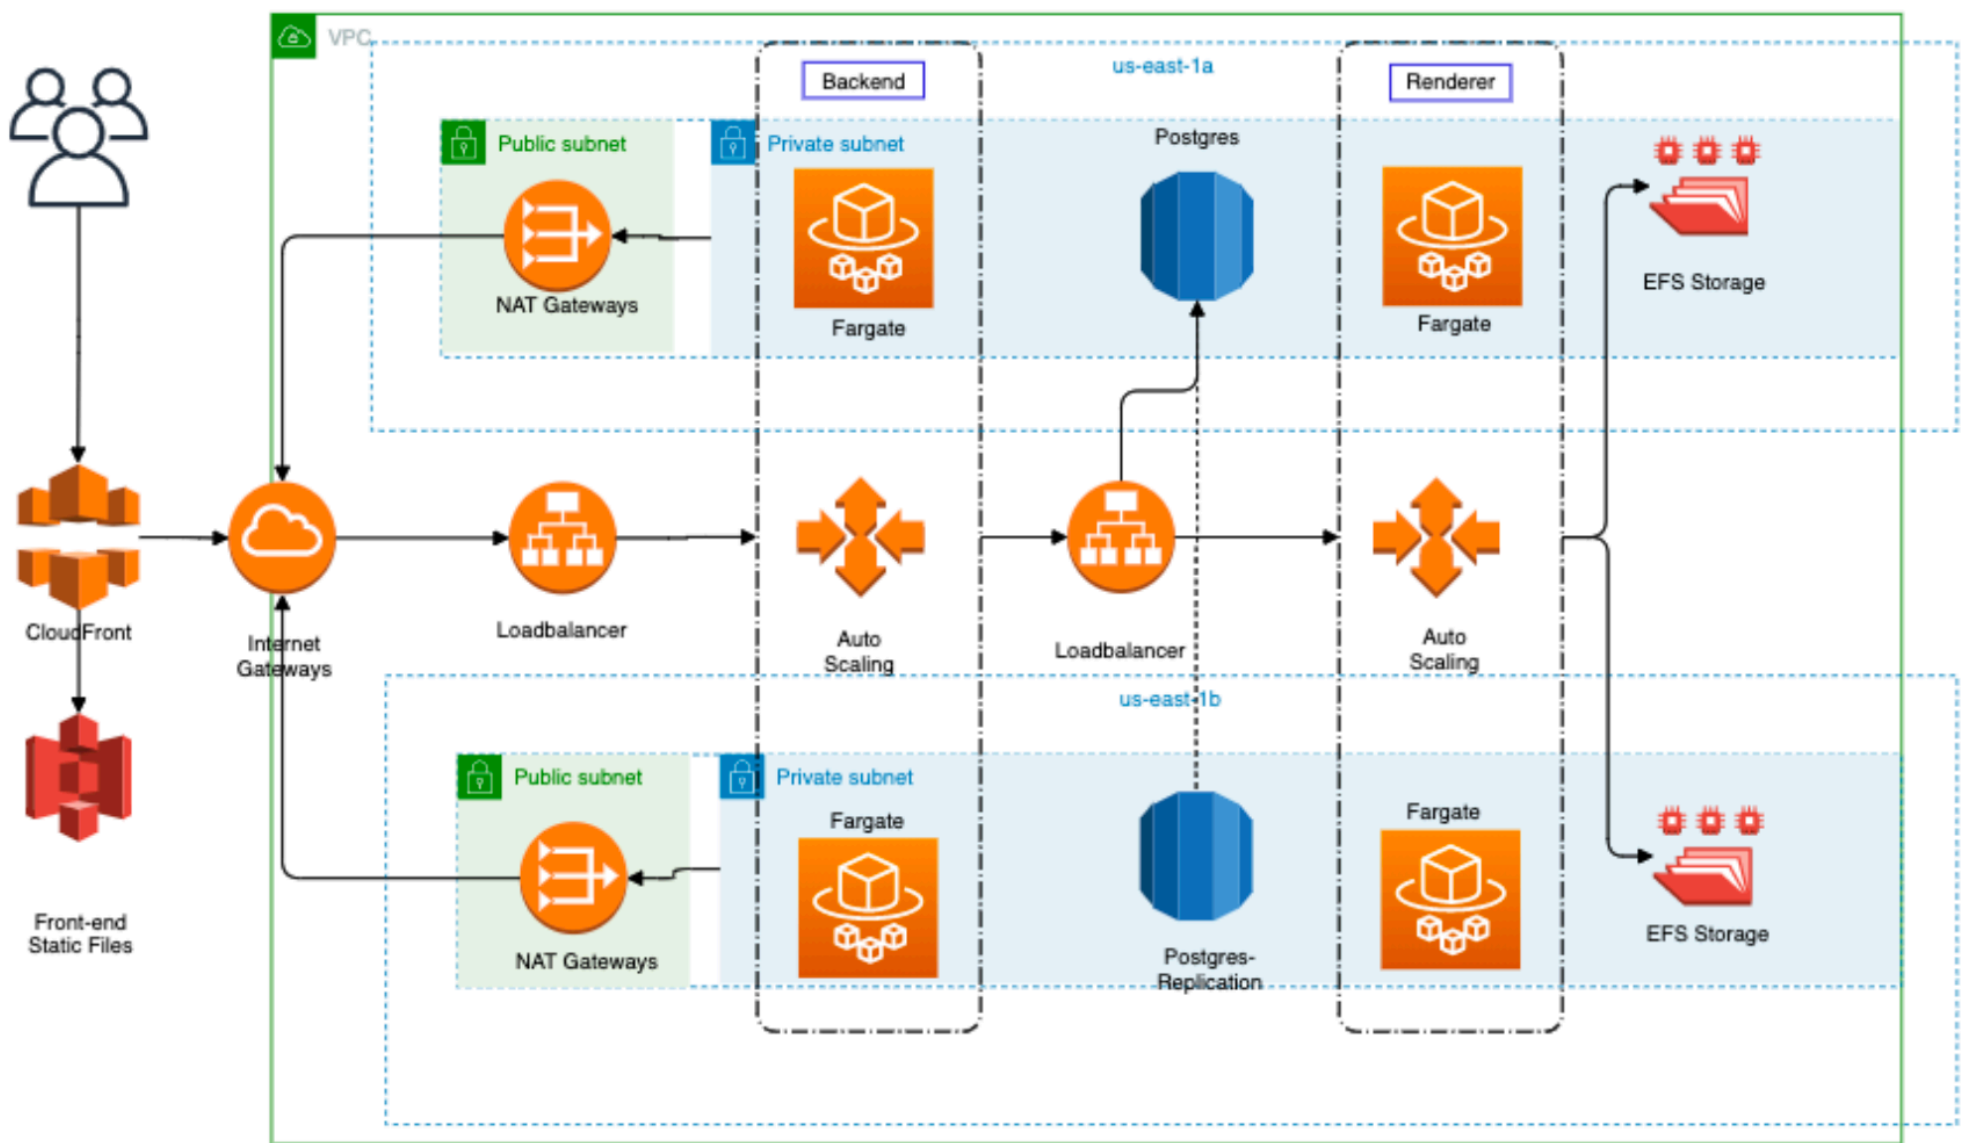 VPC
us-east-1a
Backend
Renderer
Public subnet
Private subnet
Postgres
NAT Gateways
Fargate
Fargate
EFS Storage
CloudFront
Internet
Gateways
Loadbalancer
Auto
Scaling
Loadbalancer
Auto
Scaling
us-east-1b
Public subnet
Private subnet
Fargate
Fargate
Front-end
Static Files
NAT Gateways
Postgres-
Replication
EFS Storage